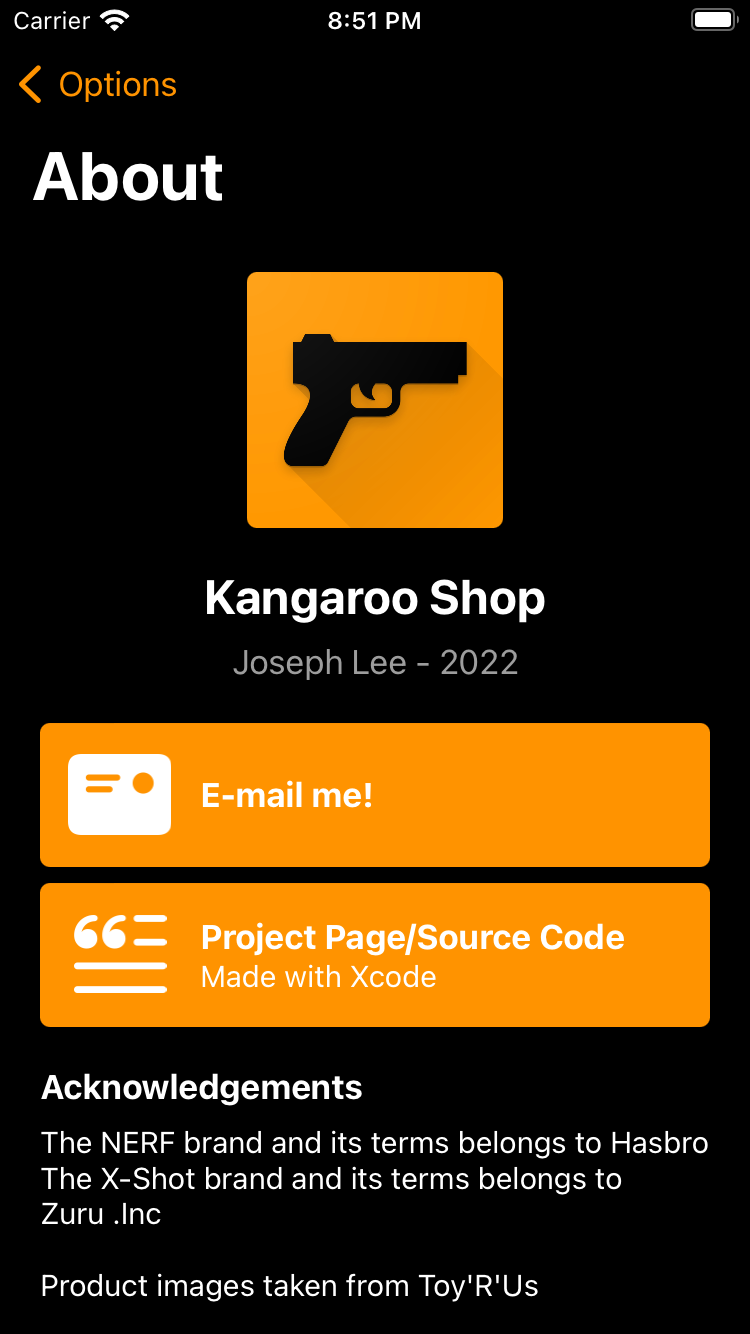 Carrier 8:51 PM
Options
About
Kangaroo Shop
Joseph Lee - 2022
E-mail me!
Project Page/Source Code
Made with Xcode
Acknowledgements
The NERF brand and its terms belongs to Hasbro
The X-Shot brand and its terms belongs to
Zuru .Inc
Product images taken from Toy'R'Us